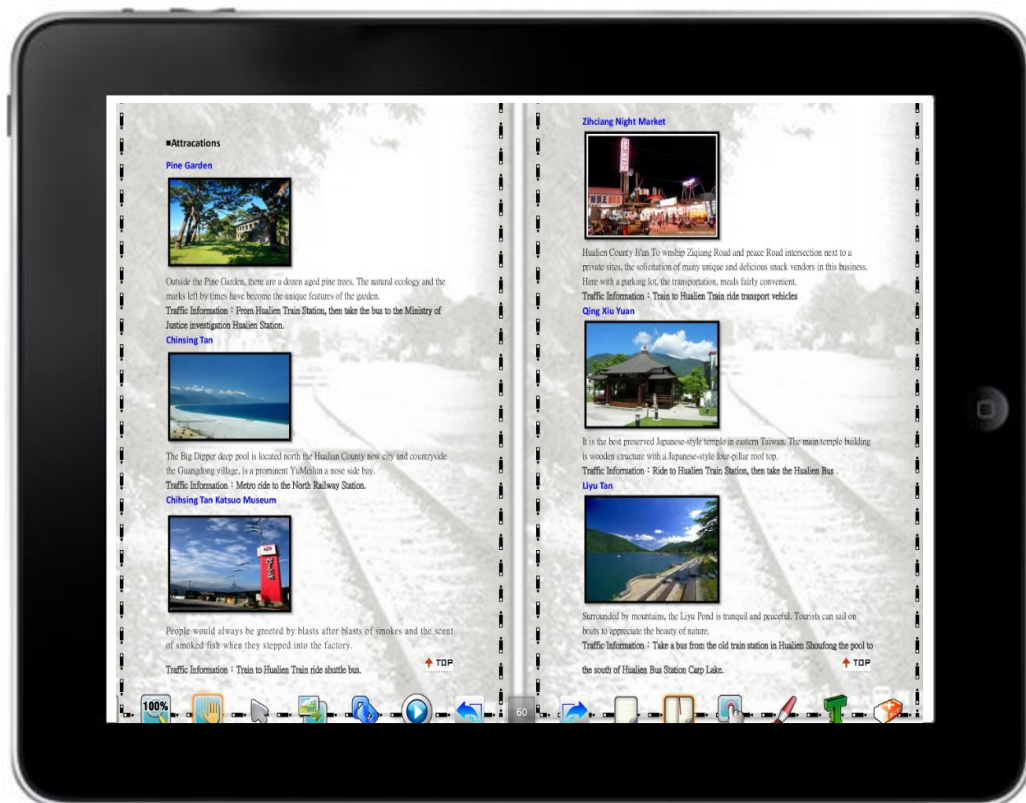 ■Attracations
Pine Garden
Outside the Pine Garden, there are a dozen aged pine trees. The natural ecology and the
marks left by times have become the unique features of the garden.
Traffic Information：From Hualien Train Station, then take the bus to the Ministry of
Justice investigation Hualien Station.
Chinsing Tan
The Big Dipper deep pool is located north the Hualian County new city and countryside
the Guangdong village, is a prominent YuMeilun a nose side bay.
Traffic Information：Metro ride to the North Railway Station.
Chihsing Tan Katsuo Museum
People would always be greeted by blasts after blasts of smokes and the scent
of smoked fish when they stepped into the factory.
TOP
Traffic Information：Train to Hualien Train ride shuttle bus.
100%
60
Zihciang Night Market
Hualien County Ji'an To wnship Ziqiang Road and peace Road intersection next to a
private sites, the solicitation of many unique and delicious snack vendors in this business.
Here with a parking lot, the transportation, meals fairly convenient.
Traffic Information：Train to Hualien Train ride transport vehicles
Qing Xiu Yuan
It is the best preserved Japanese-style temple in eastern Taiwan. The main temple building
is wooden structure with a Japanese-style four-pillar roof top.
Traffic Information：Ride to Hualien Train Station, then take the Hualien Bus .
Liyu Tan
Surrounded by mountains, the Liyu Pond is tranquil and peaceful. Tourists can sail on
boats to appreciate the beauty of nature.
Traffic Information：Take a bus from the old train station in Hualien Shoufong the pool to
TOP
the south of Hualien Bus Station Carp Lake.